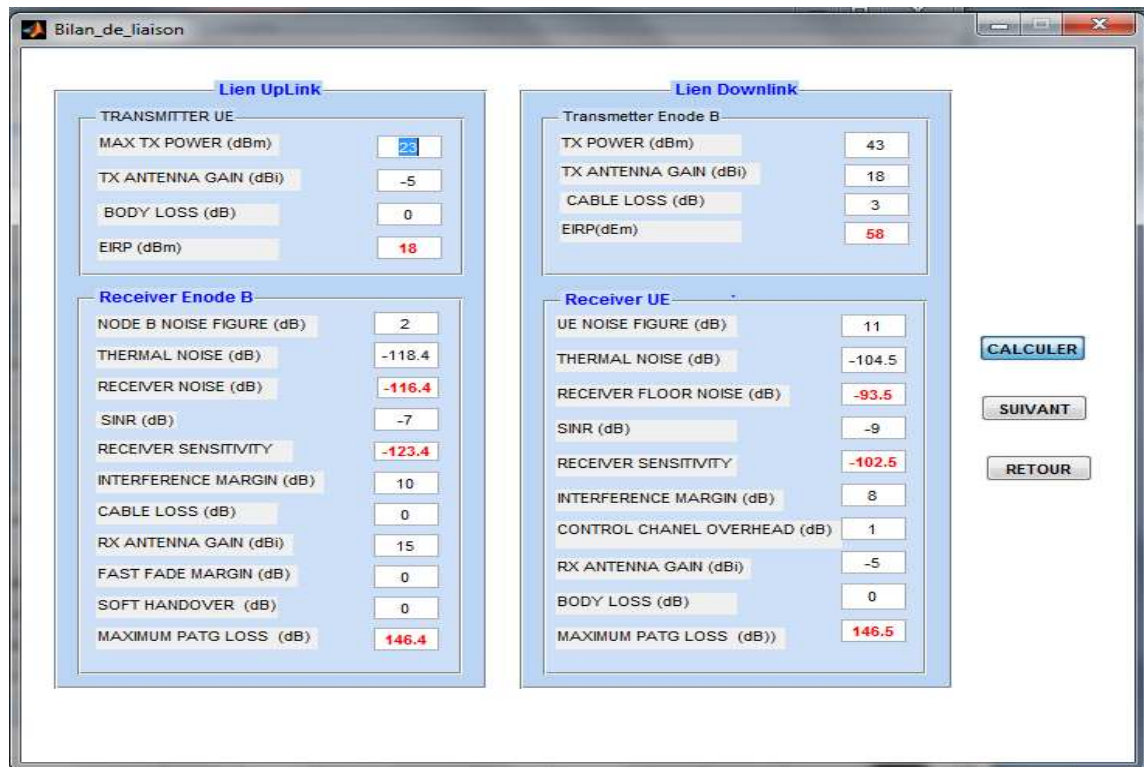 Bilan_de_liaison
Lien UpLink
TRANSMITTER UE
MAX TX POWER (dBm) 23
TX ANTENNA GAIN (dBi) -5
BODY LOSS (dB) 0
EIRP (dBm) 18
Receiver Enode B
NODE B NOISE FIGURE (dB) 2
THERMAL NOISE (dB) -118.4
RECEIVER NOISE (dB) -116.4
SINR (dB) -7
RECEIVER SENSITIVITY -123.4
INTERFERENCE MARGIN (dB) 10
CABLE LOSS (dB) 0
RX ANTENNA GAIN (dBi) 15
FAST FADE MARGIN (dB) 0
SOFT HANDOVER (dB) 0
MAXIMUM PATG LOSS (dB) 146.4
Lien Downlink
Transmetter Enode B
TX POWER (dBm) 43
TX ANTENNA GAIN (dBi) 18
CABLE LOSS (dB) 3
EIRP(dEm) 58
Receiver UE
UE NOISE FIGURE (dB) 11
THERMAL NOISE (dB) -104.5
RECEIVER FLOOR NOISE (dB) -93.5
SINR (dB) -9
RECEIVER SENSITIVITY -102.5
INTERFERENCE MARGIN (dB) 8
CONTROL CHANEL OVERHEAD (dB) 1
RX ANTENNA GAIN (dBi) -5
BODY LOSS (dB) 0
MAXIMUM PATG LOSS (dB)) 146.5
CALCULER
SUIVANT
RETOUR